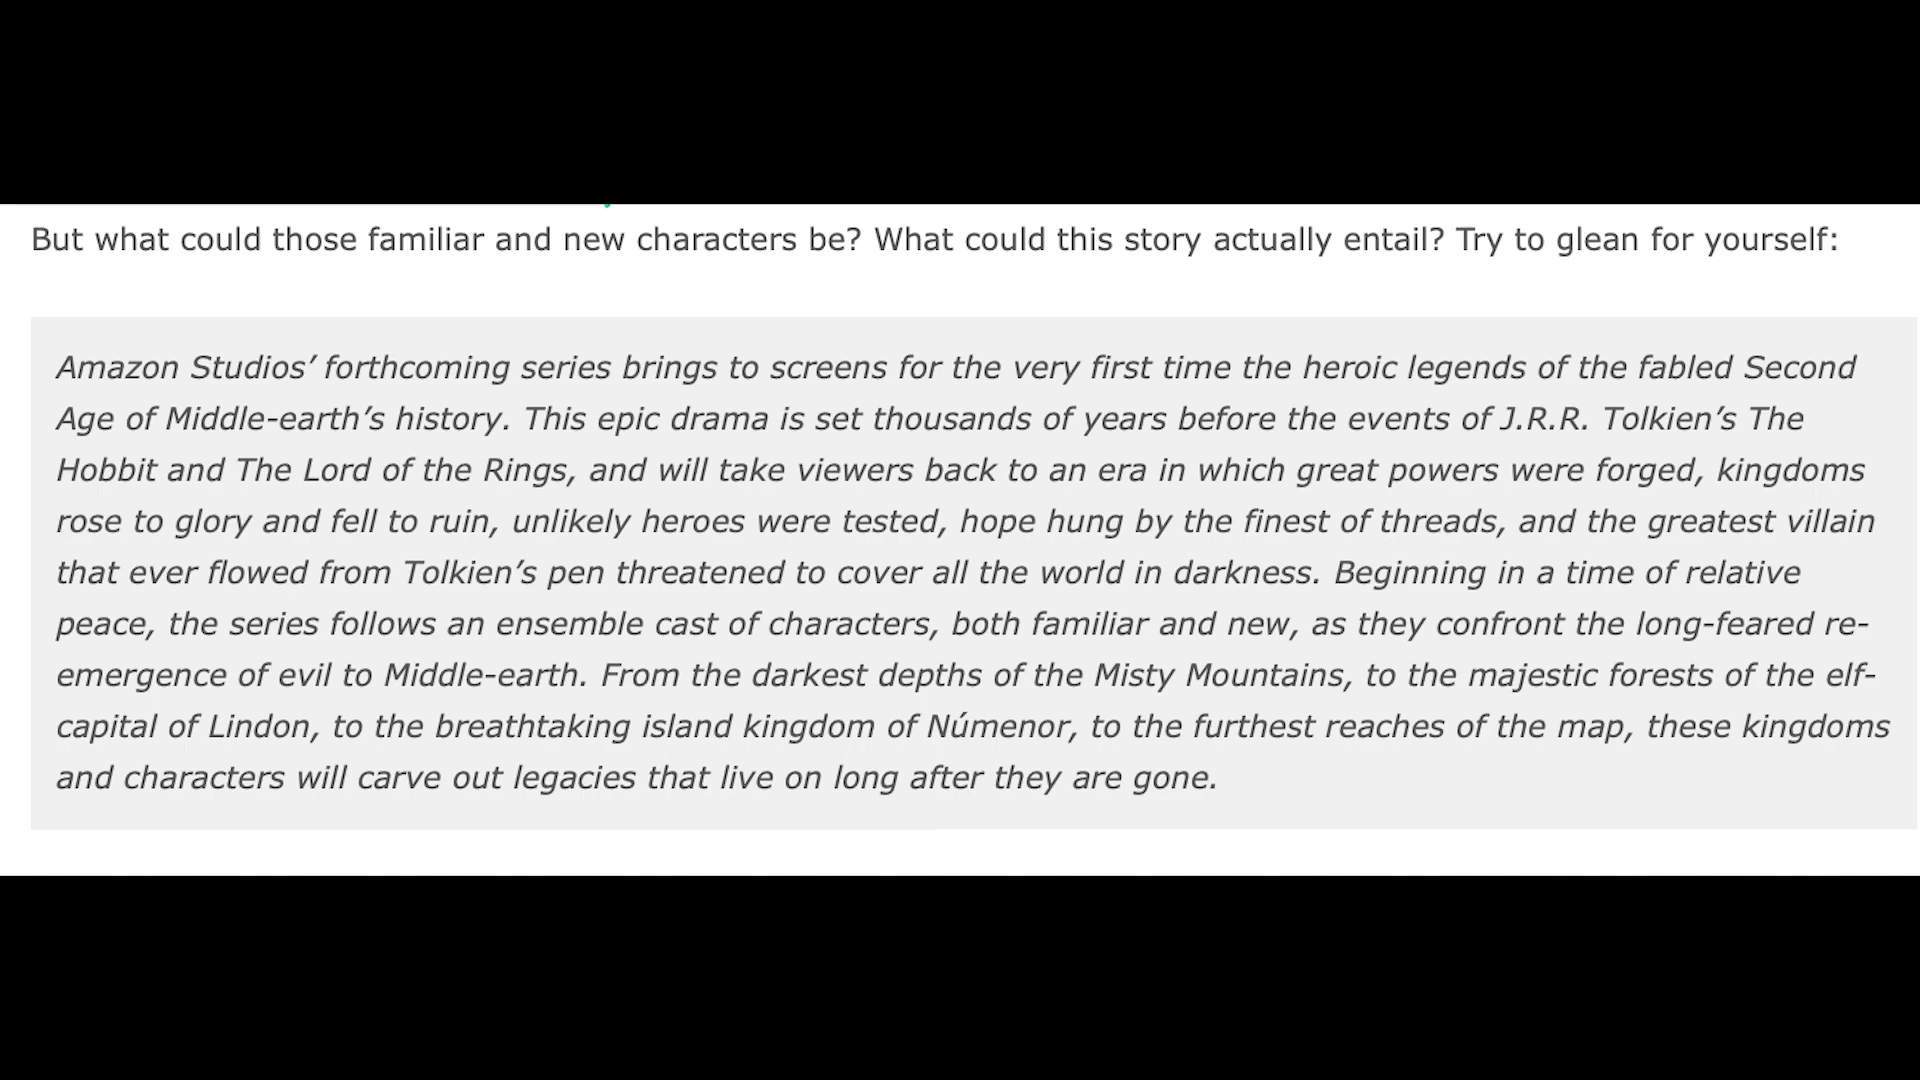 But what could those familiar and new characters be? What could this story actually entail? Try to glean for yourself:
Amazon Studios’ forthcoming series brings to screens for the very first time the heroic legends of the fabled Second
Age of Middle-earth’s history. This epic drama is set thousands of years before the events of J.R.R. Tolkien’s The
Hobbit and The Lord of the Rings, and will take viewers back to an era in which great powers were forged, kingdoms
rose to glory and fell to ruin, unlikely heroes were tested, hope hung by the finest of threads, and the greatest villain
that ever flowed from Tolkien’s pen threatened to cover all the world in darkness. Beginning in a time of relative
peace, the series follows an ensemble cast of characters, both familiar and new, as they confront the long-feared re-
emergence of evil to Middle-earth. From the darkest depths of the Misty Mountains, to the majestic forests of the elf-
capital of Lindon, to the breathtaking island kingdom of Númenor, to the furthest reaches of the map, these kingdoms
and characters will carve out legacies that live on long after they are gone.